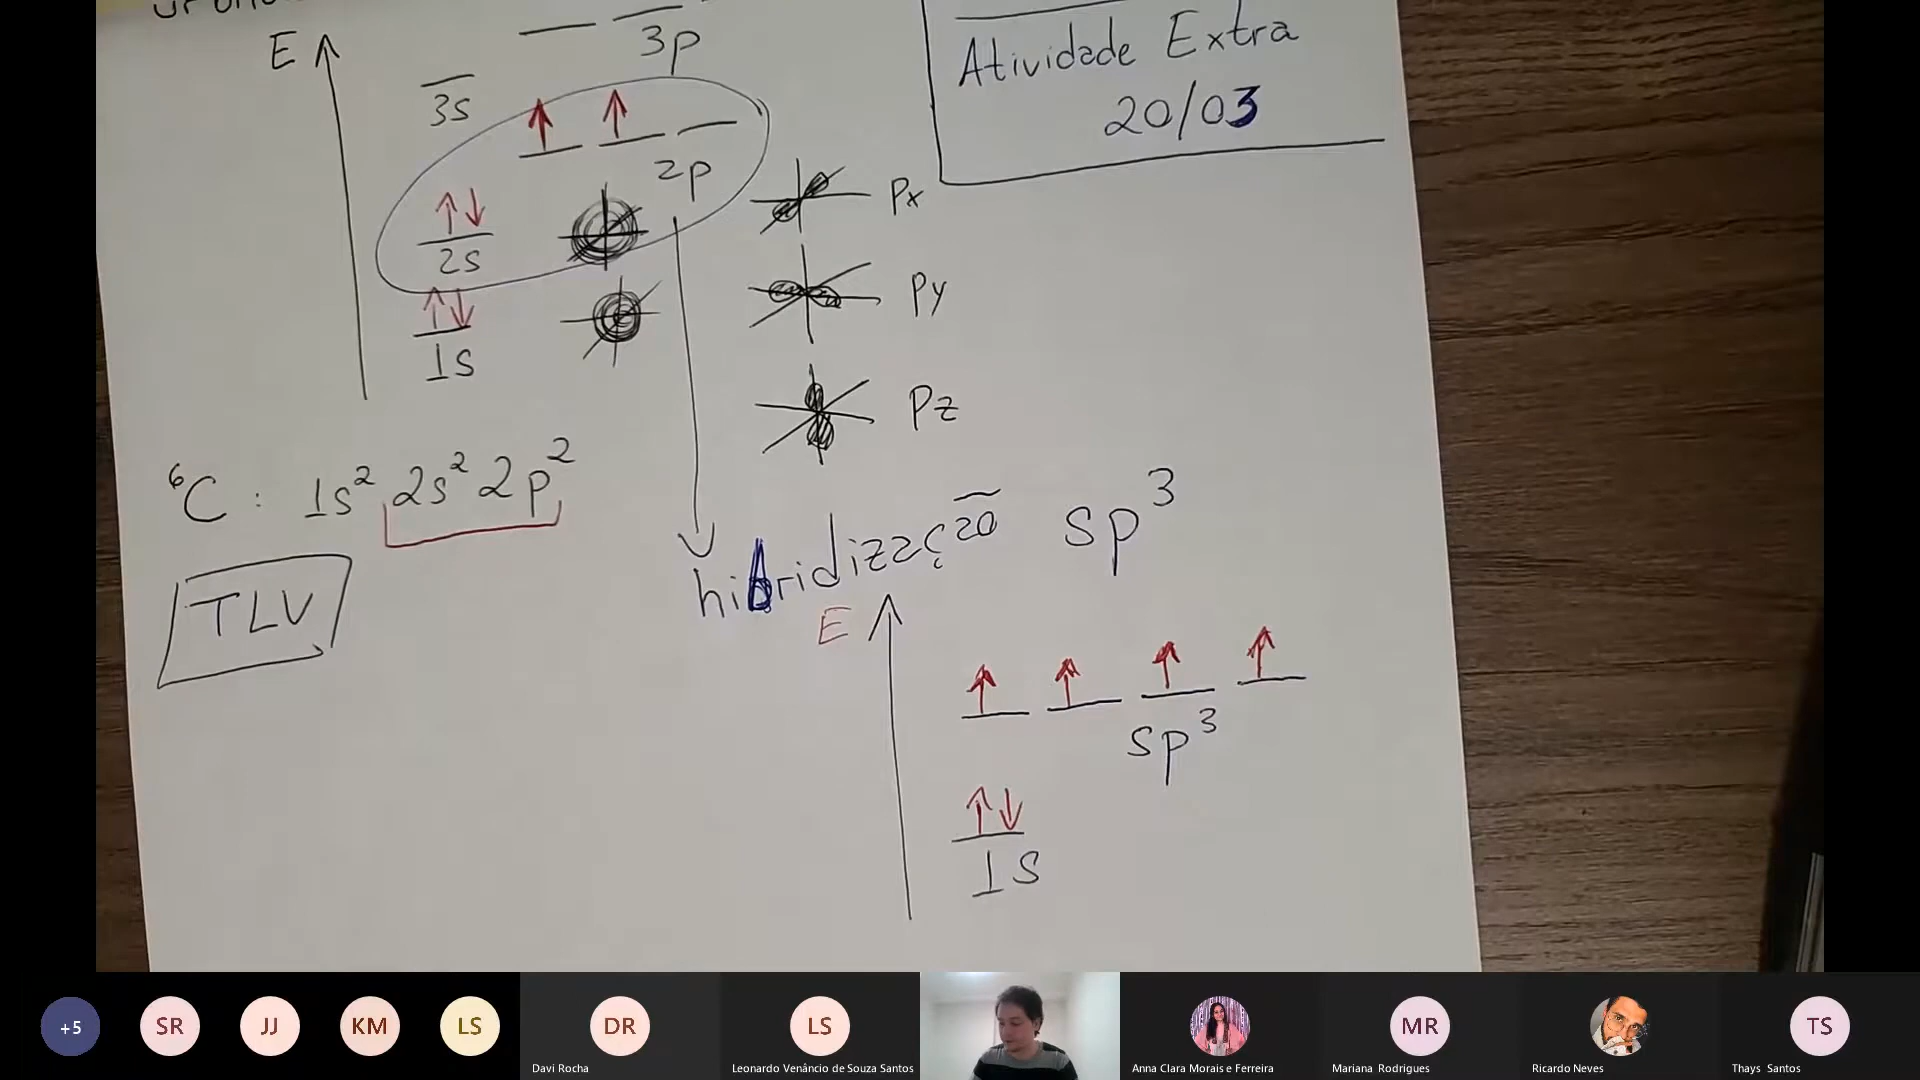 E
3p
3s
2p
2s
1s
Px
Py
Pz
Atividade Extra
20/03
⁶C : 1s² 2s² 2p²
TLV
hibridização sp³
E
sp³
1s
+5
SR
JJ
KM
LS
DR
Davi Rocha
LS
Leonardo Venâncio de Souza Santos
Anna Clara Morais e Ferreira
MR
Mariana Rodrigues
Ricardo Neves
TS
Thays Santos